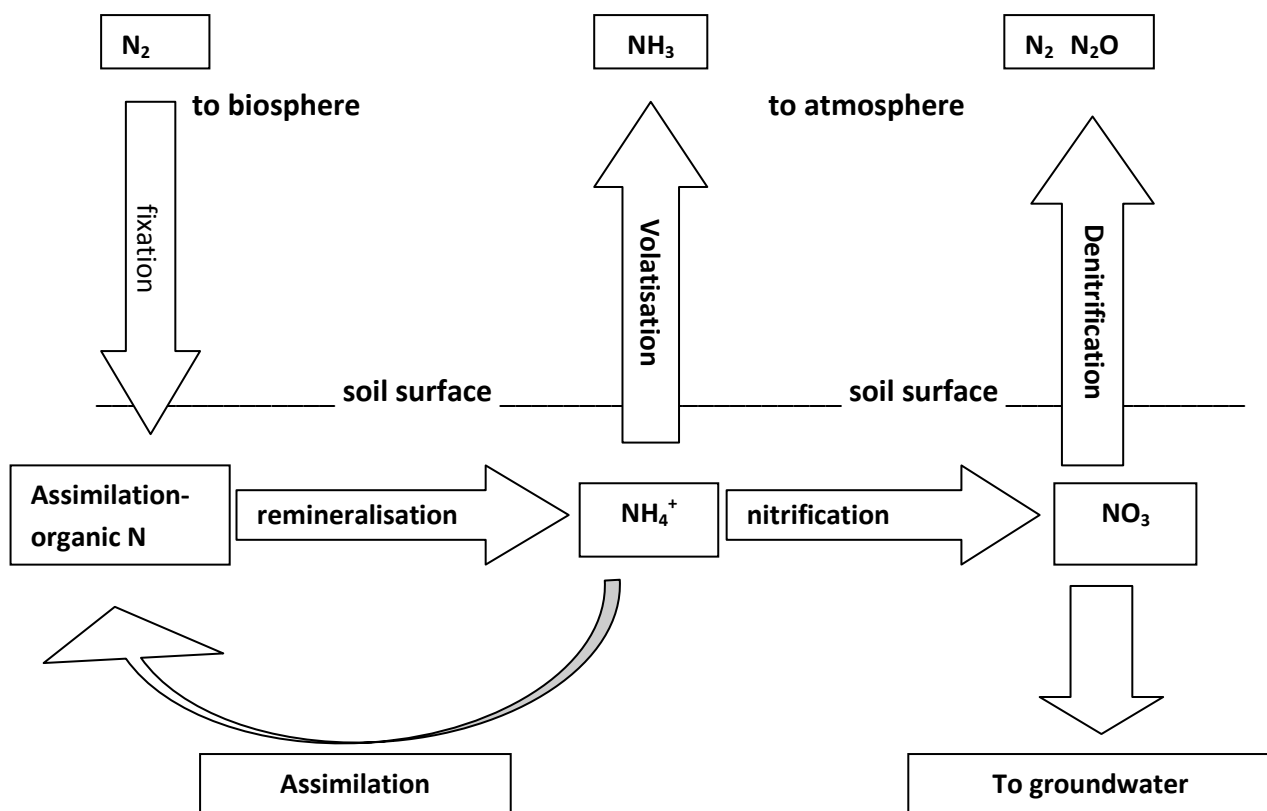 N₂
NH₃
N₂ N₂O
to biosphere
to atmosphere
fixation
Volatisation
Denitrification
soil surface
soil surface
Assimilation-
organic N
remineralisation
NH₄⁺
nitrification
NO₃
Assimilation
To groundwater